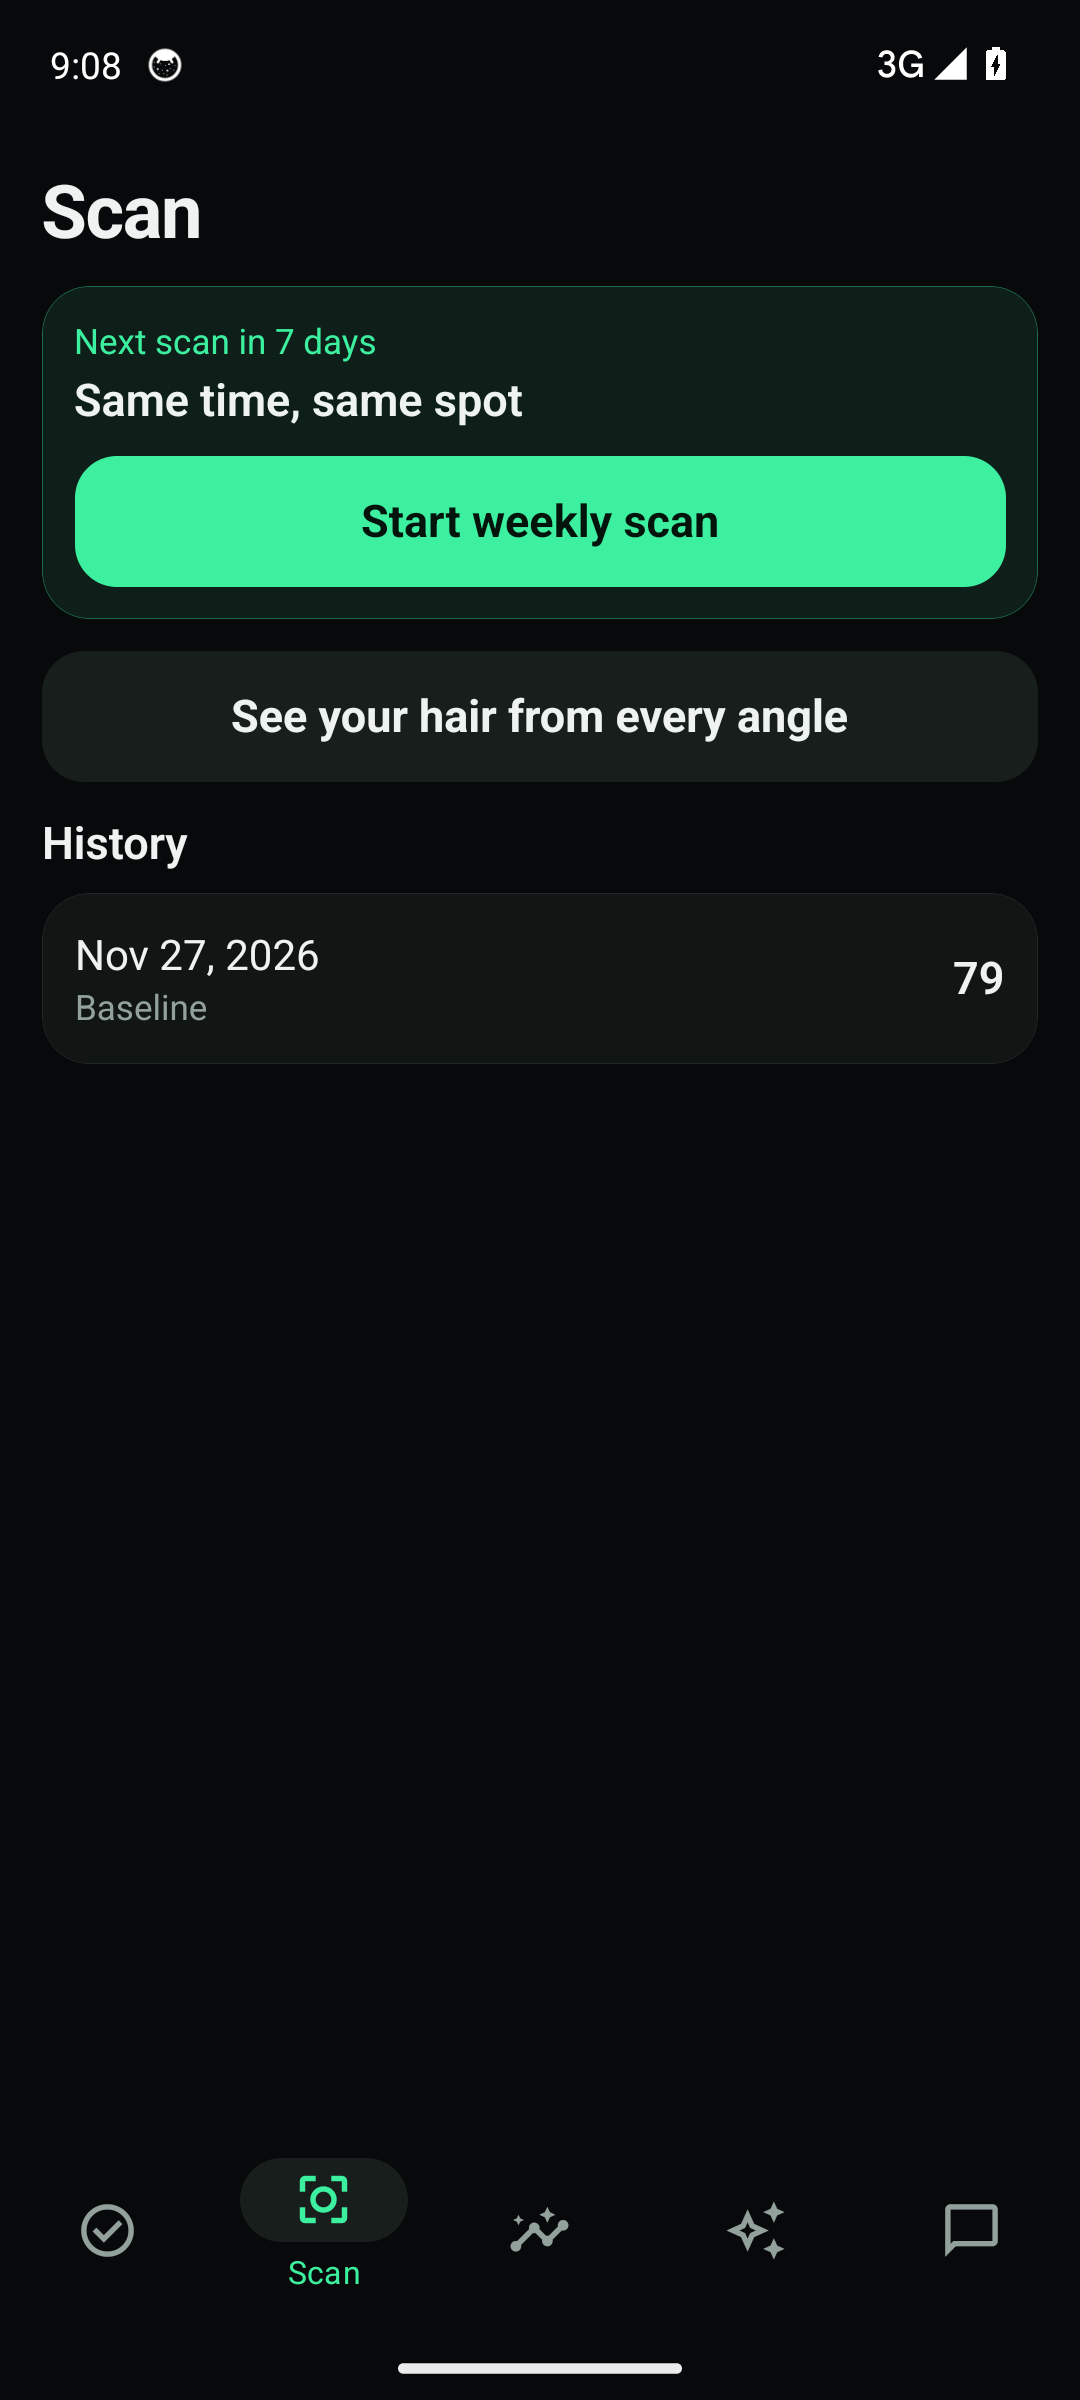 9:08
3G
Scan
Next scan in 7 days
Same time, same spot
Start weekly scan
See your hair from every angle
History
Nov 27, 2026
79
Baseline
Scan